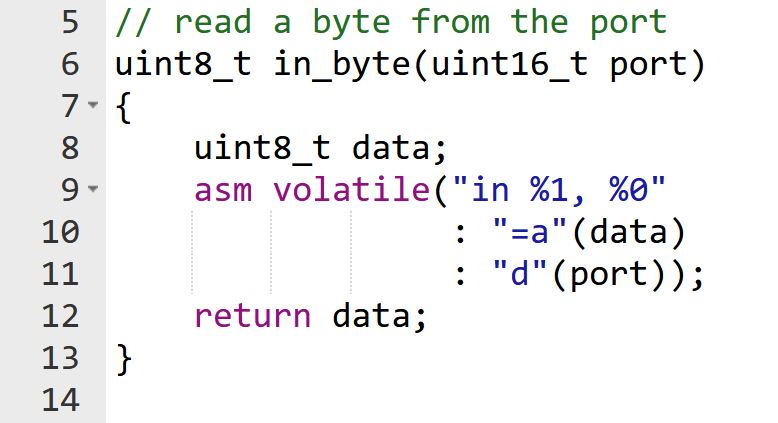 5 // read a byte from the port
6 uint8_t in_byte(uint16_t port)
7 {
8     uint8_t data;
9     asm volatile("in %1, %0"
10                  : "=a"(data)
11                  : "d"(port));
12     return data;
13 }
14